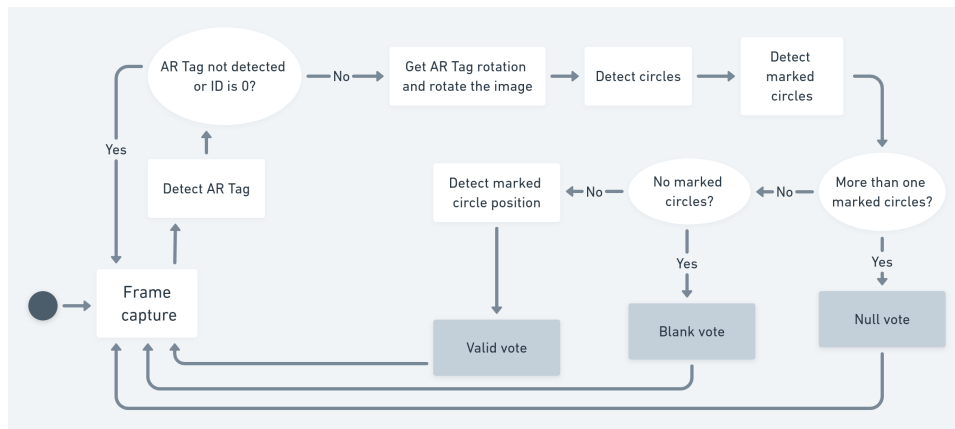 AR Tag not detected
or ID is 0?
No
Get AR Tag rotation
and rotate the image
Detect circles
Detect
marked
circles
Yes
Detect AR Tag
Detect marked
circle position
No
No marked
circles?
No
More than one
marked circles?
Yes
Yes
Frame
capture
Valid vote
Blank vote
Null vote